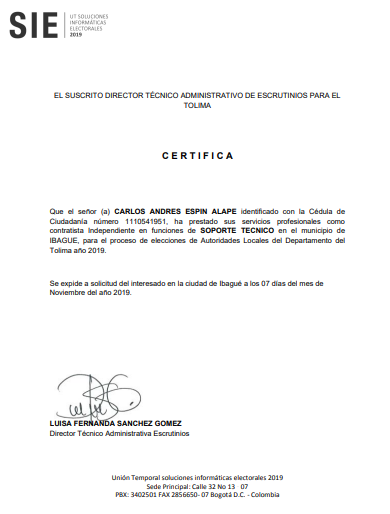 SIE
UT SOLUCIONES
INFORMÁTICAS
ELECTORALES
2019
EL SUSCRITO DIRECTOR TÉCNICO ADMINISTRATIVO DE ESCRUTINIOS PARA EL
TOLIMA
C E R T I F I C A
Que el señor (a) CARLOS ANDRES ESPIN ALAPE identificado con la Cédula de
Ciudadanía número 1110541951, ha prestado sus servicios profesionales como
contratista Independiente en funciones de SOPORTE TECNICO en el municipio de
IBAGUE, para el proceso de elecciones de Autoridades Locales del Departamento del
Tolima año 2019.
Se expide a solicitud del interesado en la ciudad de Ibagué a los 07 días del mes de
Noviembre del año 2019.
LUISA FERNANDA SANCHEZ GOMEZ
Director Técnico Administrativa Escrutinios
Unión Temporal soluciones informáticas electorales 2019
Sede Principal: Calle 32 No 13 07
PBX: 3402501 FAX 2856650- 07 Bogotá D.C. - Colombia